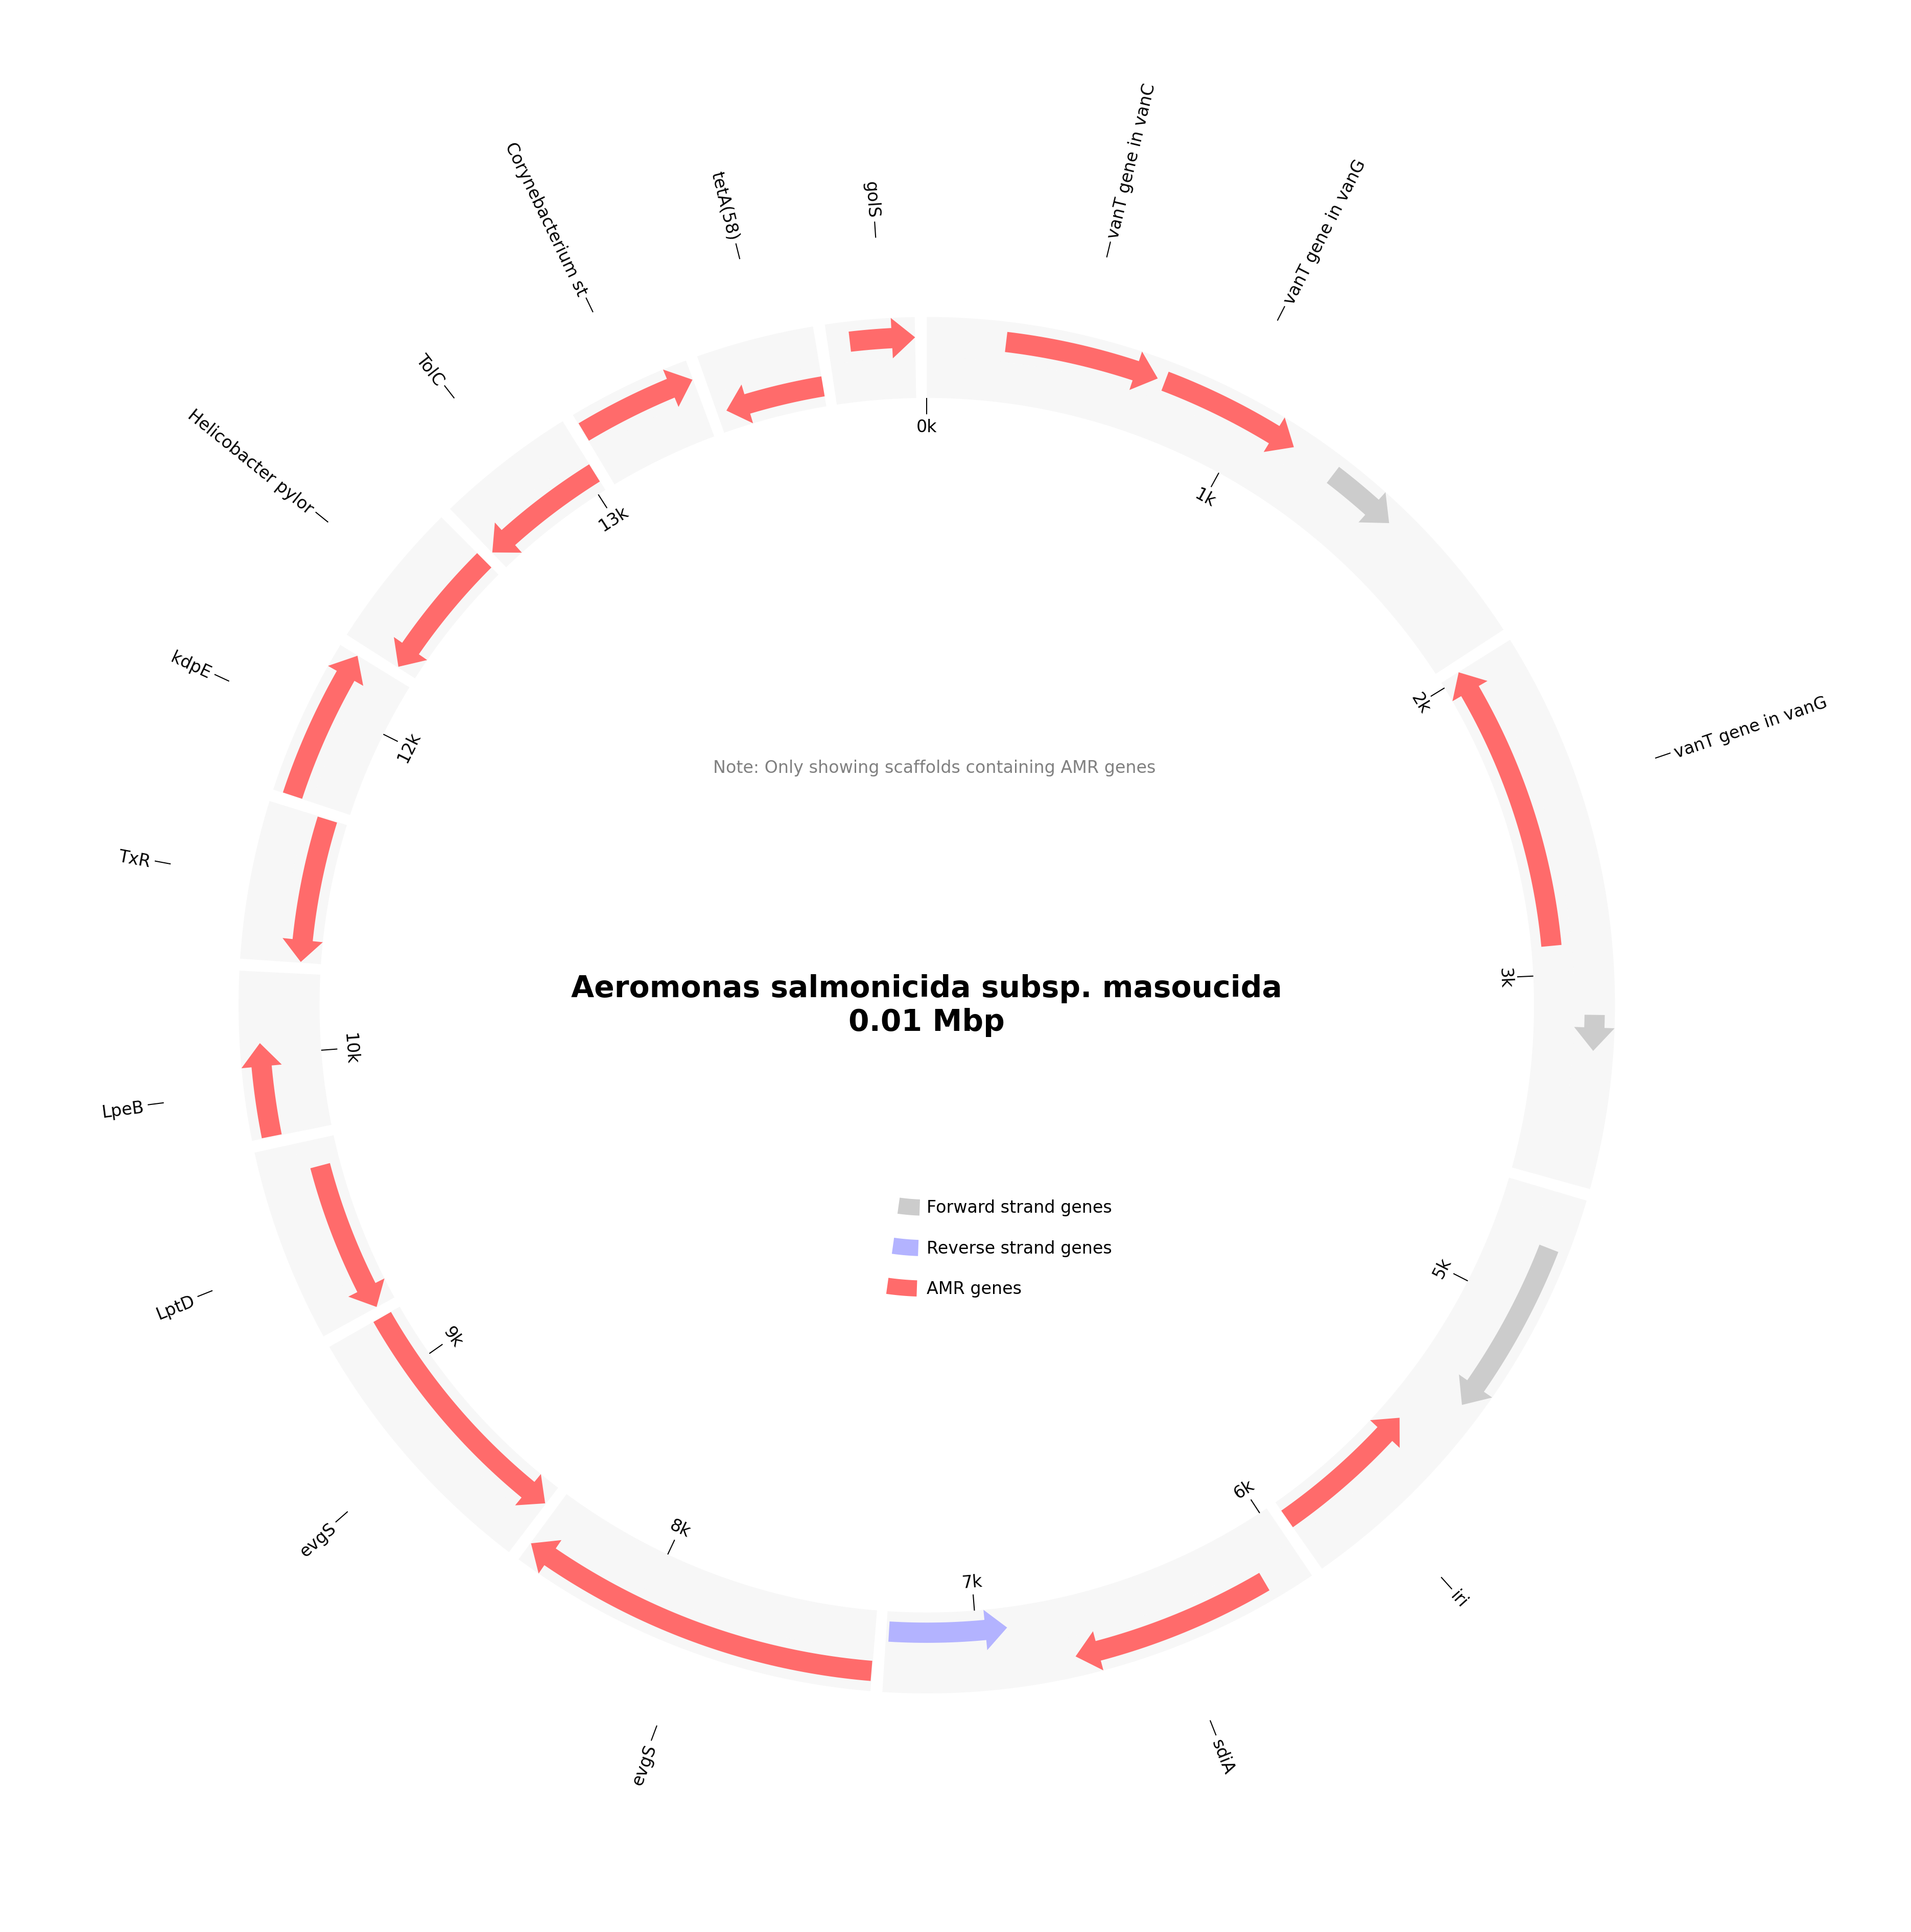 vanT gene in vanC
vanT gene in vanG
vanT gene in vanG
iri
sdiA
evgS
evgS
LptD
LpeB
TxR
kdpE
Helicobacter pylor
TolC
Corynebacterium st
tetA(58)
golS
0k
1k
2k
3k
5k
6k
7k
8k
9k
10k
12k
13k
Note: Only showing scaffolds containing AMR genes
Aeromonas salmonicida subsp. masoucida
0.01 Mbp
Forward strand genes
Reverse strand genes
AMR genes